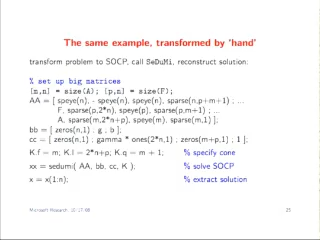 The same example, transformed by 'hand'
transform problem to SOCP, call SeDuMi, reconstruct solution:
% set up big matrices
[m,n] = size(A); [p,n] = size(F);
AA = [ speye(n), - speye(n), speye(n), sparse(n,p+m+1) ; ...
F, sparse(p,2*n), speye(p), sparse(p,m+1) ; ...
A, sparse(m,2*n+p), speye(m), sparse(m,1) ];
bb = [ zeros(n,1) ; g ; b ];
cc = [ zeros(n,1) ; gamma * ones(2*n,1) ; zeros(m+p,1) ; 1 ];
K.f = m; K.l = 2*n+p; K.q = m + 1; % specify cone
xx = sedumi( AA, bb, cc, K ); % solve SOCP
x = x(1:n); % extract solution
Microsoft Research, 10/17/08
25